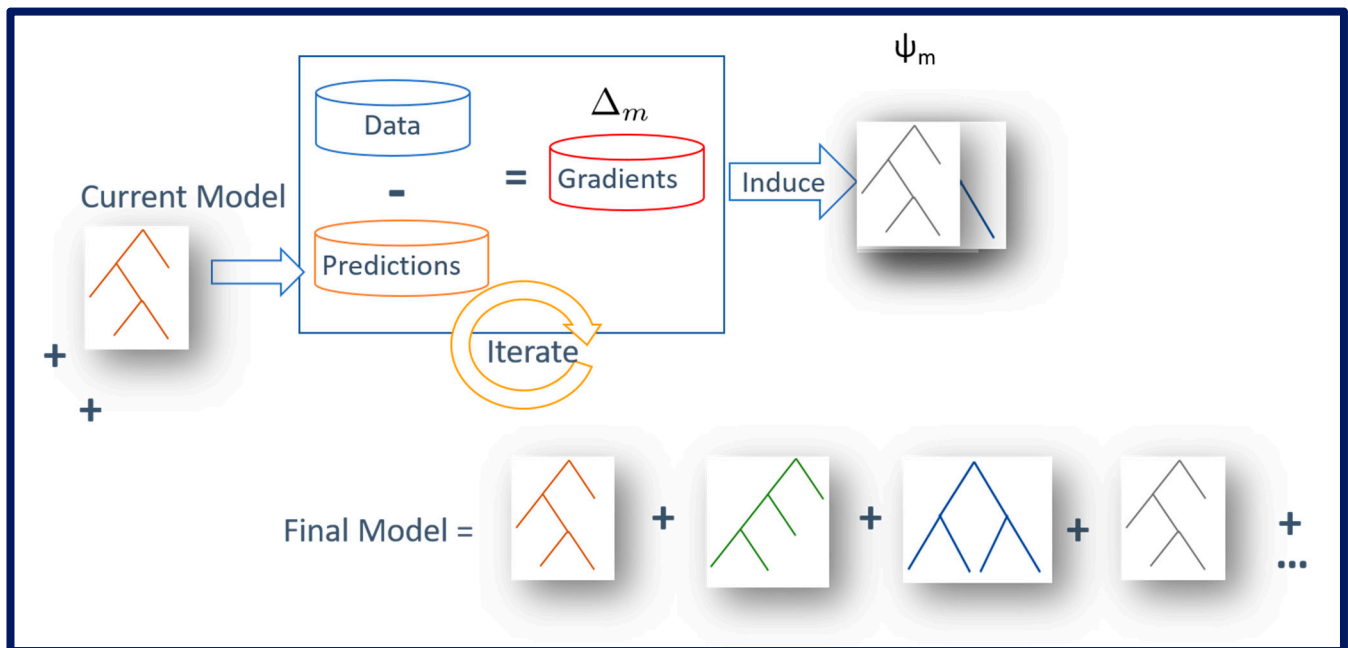 ψm
Δm
Data
-
=
Gradients
Induce
Current Model
Predictions
+
Iterate
+
Final Model =
+
+
+
+
...